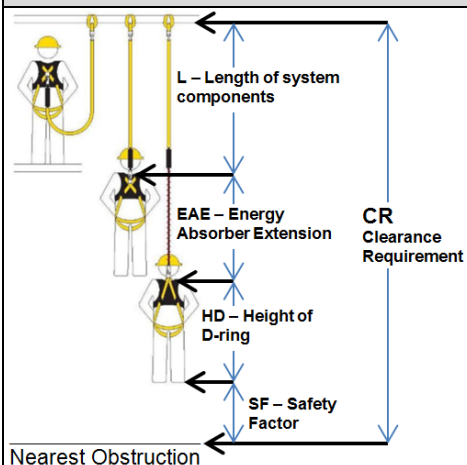 L – Length of system
components
EAE – Energy
Absorber Extension
CR
Clearance
Requirement
HD – Height of
D-ring
SF – Safety
Factor
Nearest Obstruction